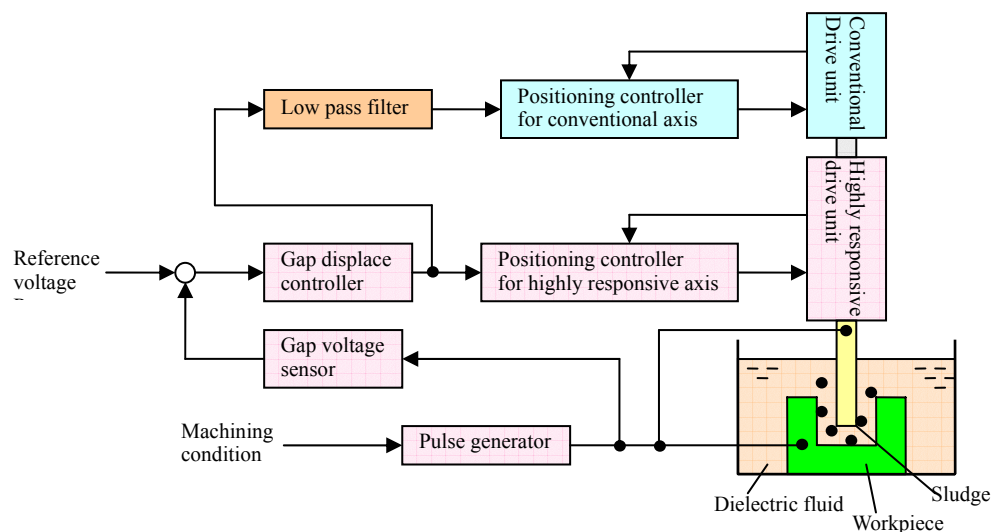 Conventional
Drive unit
Low pass filter
Positioning controller
for conventional axis
Highly responsive
drive unit
Reference
voltage
Gap displace
controller
Positioning controller
for highly responsive axis
Gap voltage
sensor
Machining
condition
Pulse generator
Sludge
Dielectric fluid
Workpiece